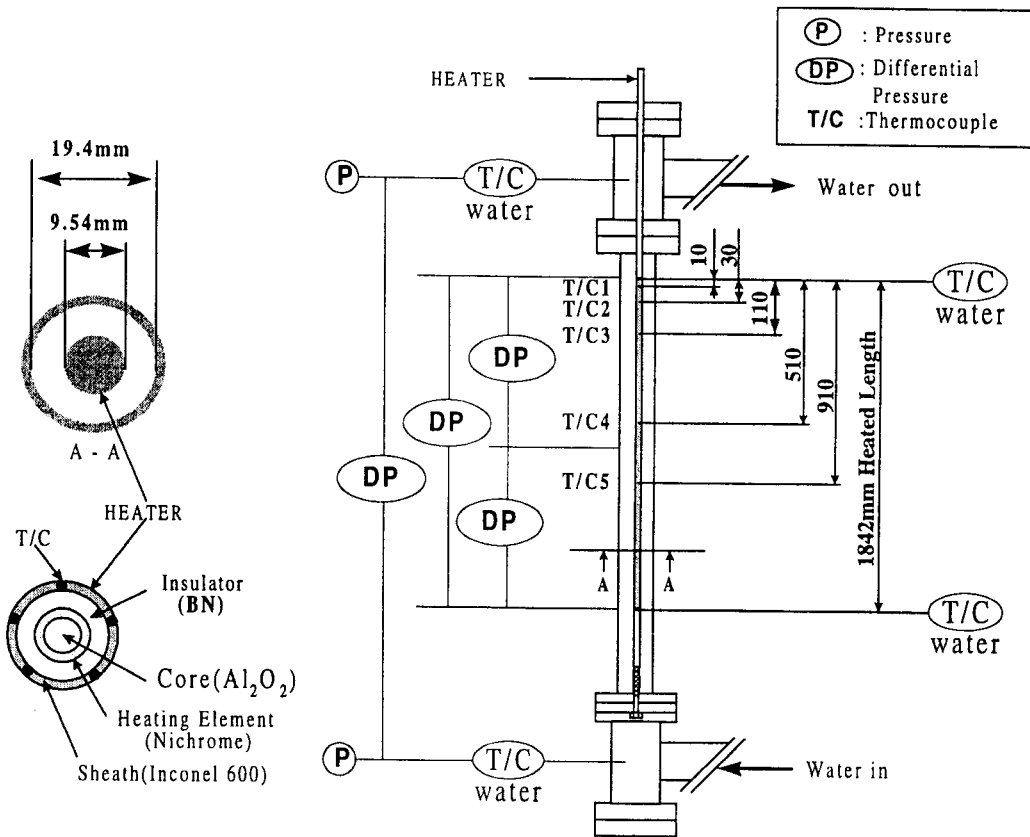 P : Pressure
DP : Differential
Pressure
T/C :Thermocouple
HEATER
19.4mm
9.54mm
A - A
HEATER
T/C
Insulator
(BN)
Core(Al₂O₃)
Heating Element
(Nichrome)
Sheath(Inconel 600)
P
T/C
water
Water out
10
30
T/C1
T/C2
T/C3
T/C4
T/C5
110
510
910
1842mm Heated Length
T/C
water
DP
DP
DP
DP
A
A
T/C
water
P
T/C
water
Water in